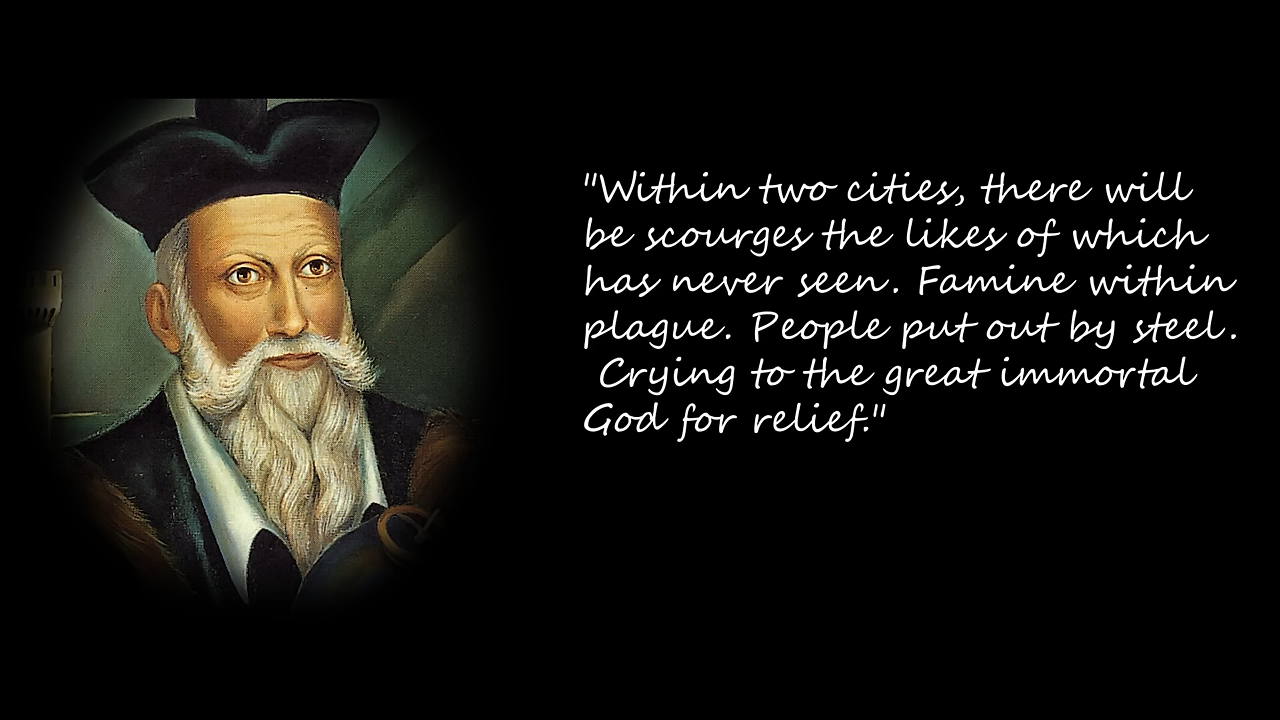 "Within two cities, there will
be scourges the likes of which
has never seen. Famine within
plague. People put out by steel.
Crying to the great immortal
God for relief."